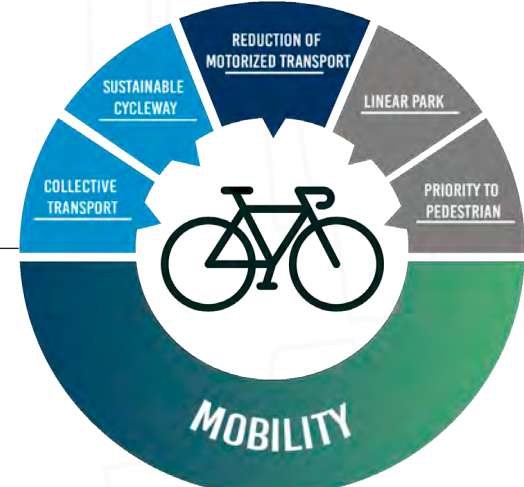 REDUCTION OF
MOTORIZED TRANSPORT
SUSTAINABLE
CYCLEWAY
LINEAR PARK
COLLECTIVE
TRANSPORT
PRIORITY TO
PEDESTRIAN
MOBILITY